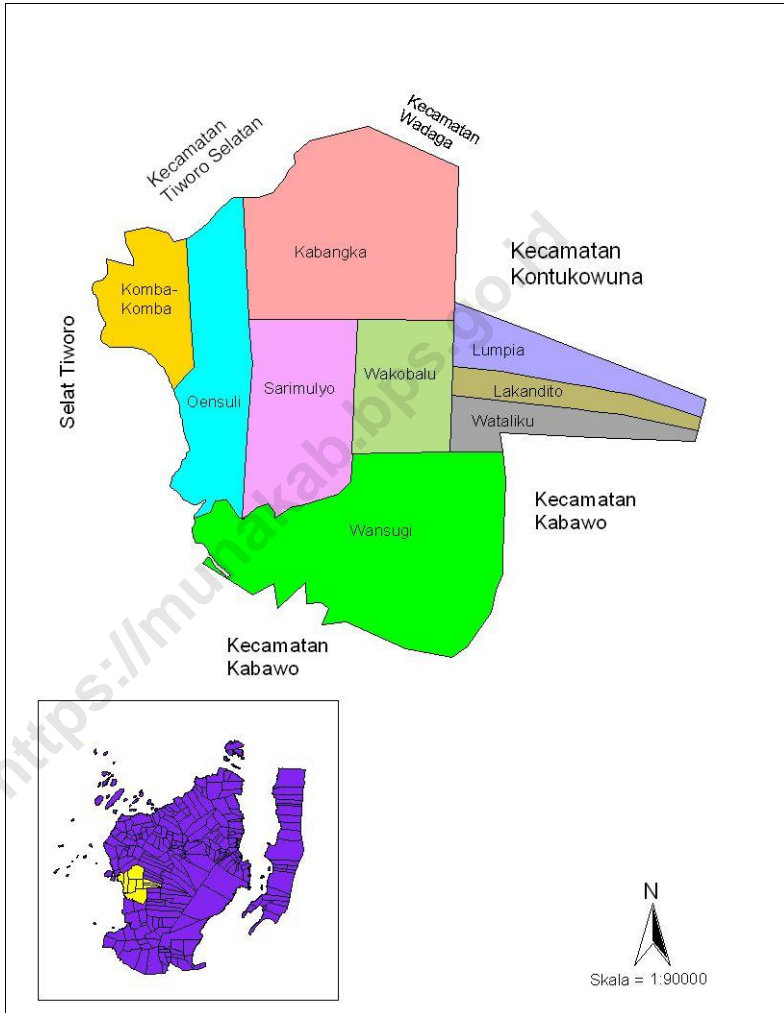 Kecamatan
Tiworo Selatan
Kecamatan
Wadaga
Kabangka
Kecamatan
Kontukowuna
Komba-
Komba
Selat Tiworo
Oensuli
Sarimulyo
Wakobalu
Lumpia
Lakandito
Wataliku
Wansugi
Kecamatan
Kabawo
Kecamatan
Kabawo
https://munakab.bps.go.id
N
Skala = 1:90000